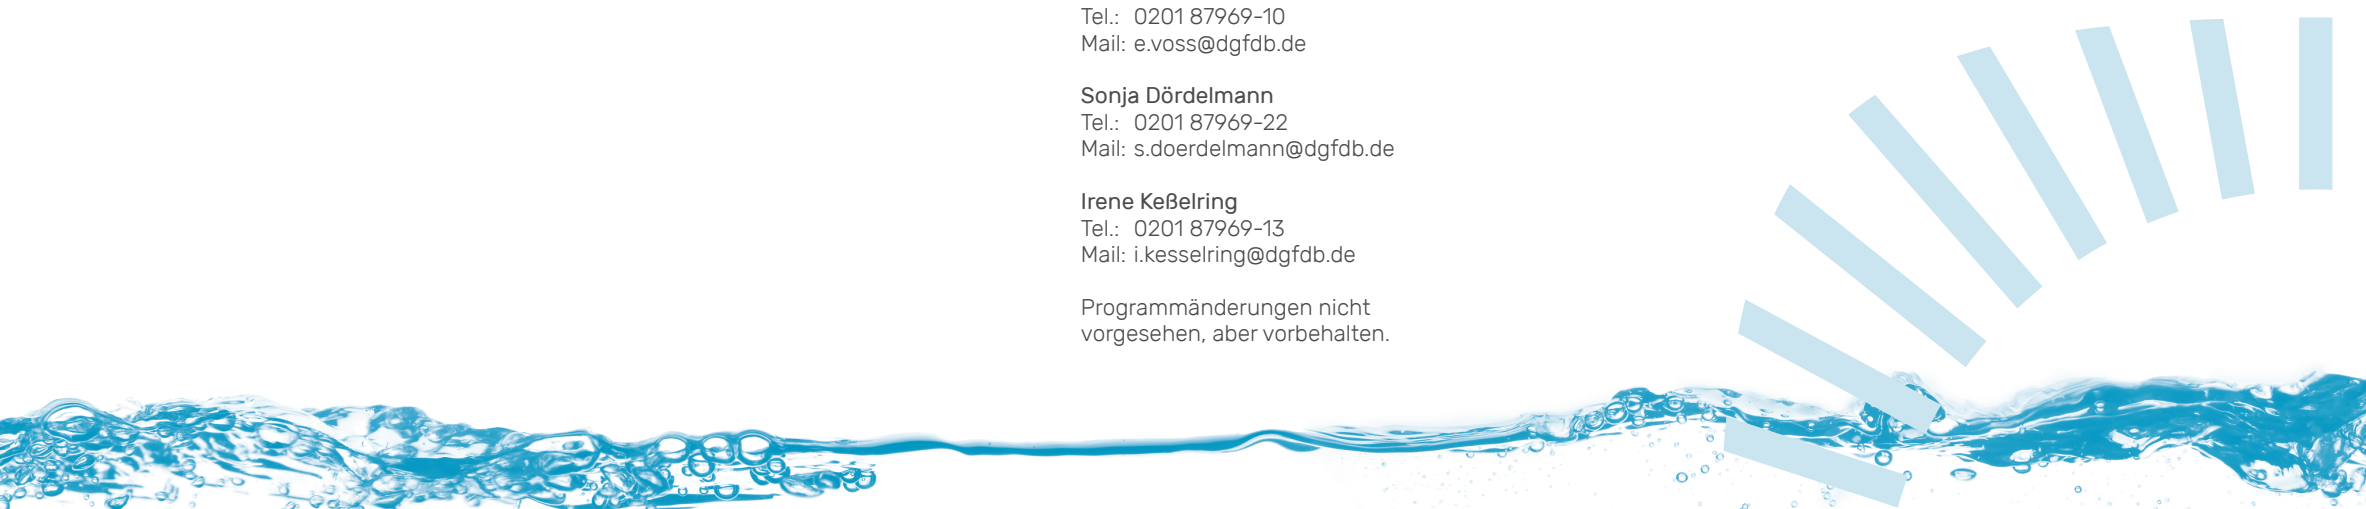 Tel.: 0201 87969-10
Mail: e.voss@dgfdb.de
Sonja Dördelmann
Tel.: 0201 87969-22
Mail: s.doerdelmann@dgfdb.de
Irene Keßelring
Tel.: 0201 87969-13
Mail: i.kesselring@dgfdb.de
Programmänderungen nicht
vorgesehen, aber vorbehalten.